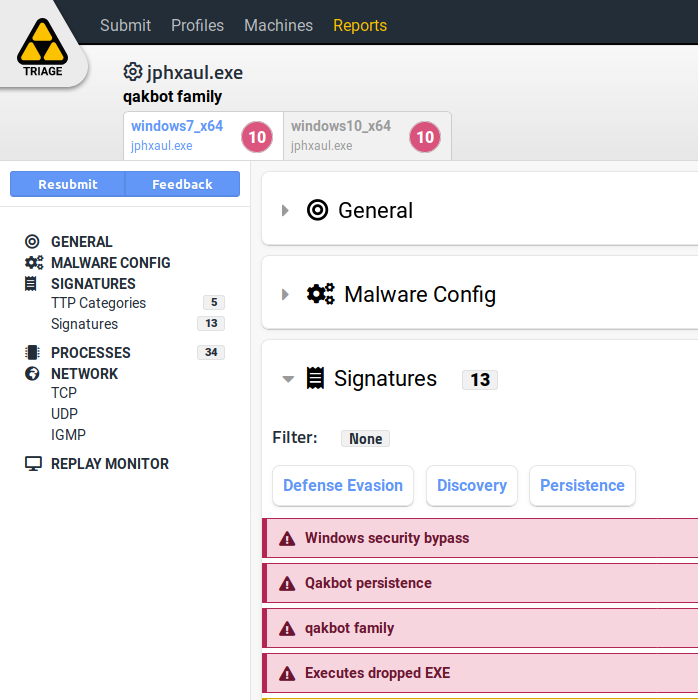 Submit Profiles Machines Reports
TRIAGE
jphxaul.exe
qakbot family
windows7_x64 10 windows10_x64 10
jphxaul.exe jphxaul.exe
Resubmit Feedback
GENERAL
MALWARE CONFIG
SIGNATURES
TTP Categories 5
Signatures 13
PROCESSES 34
NETWORK
TCP
UDP
IGMP
REPLAY MONITOR
General
Malware Config
Signatures 13
Filter: None
Defense Evasion Discovery Persistence
Windows security bypass
Qakbot persistence
qakbot family
Executes dropped EXE